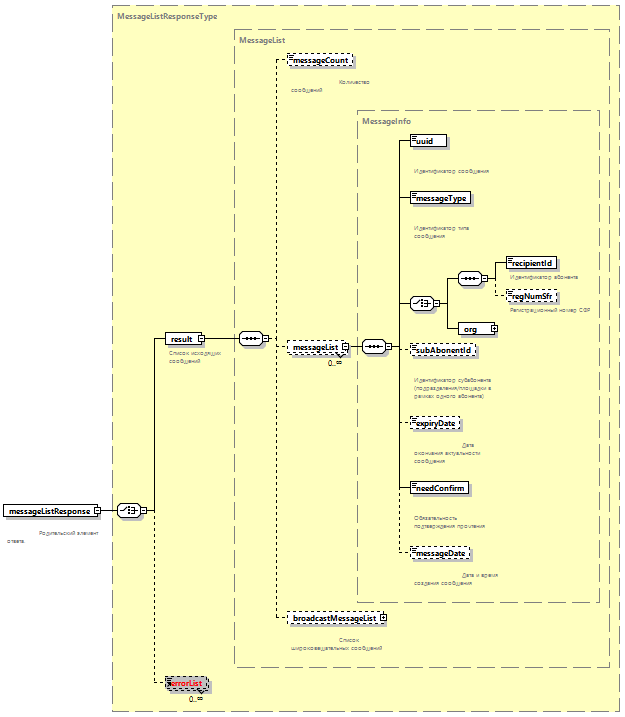 MessageListResponseType
MessageList
messageCount
Количество
сообщений
MessageInfo
uuid
Идентификатор сообщения
messageType
Идентификатор типа
сообщения
recipientId
Идентификатор абонента
regNumSfr
Регистрационный номер СФР
org
result
Список исходящих
сообщений
messageList
0..∞
subAbonentId
Идентификатор субабонента
(подразделения/площадки в
рамках одного абонента)
expiryDate
Дата
окончания актуальности
сообщения
needConfirm
Обязательность
подтверждения прочтения
messageListResponse
Родительский элемент
ответа
messageDate
Дата и время
создания сообщения
broadcastMessageList
Список
широковещательных сообщений
errorList
0..∞